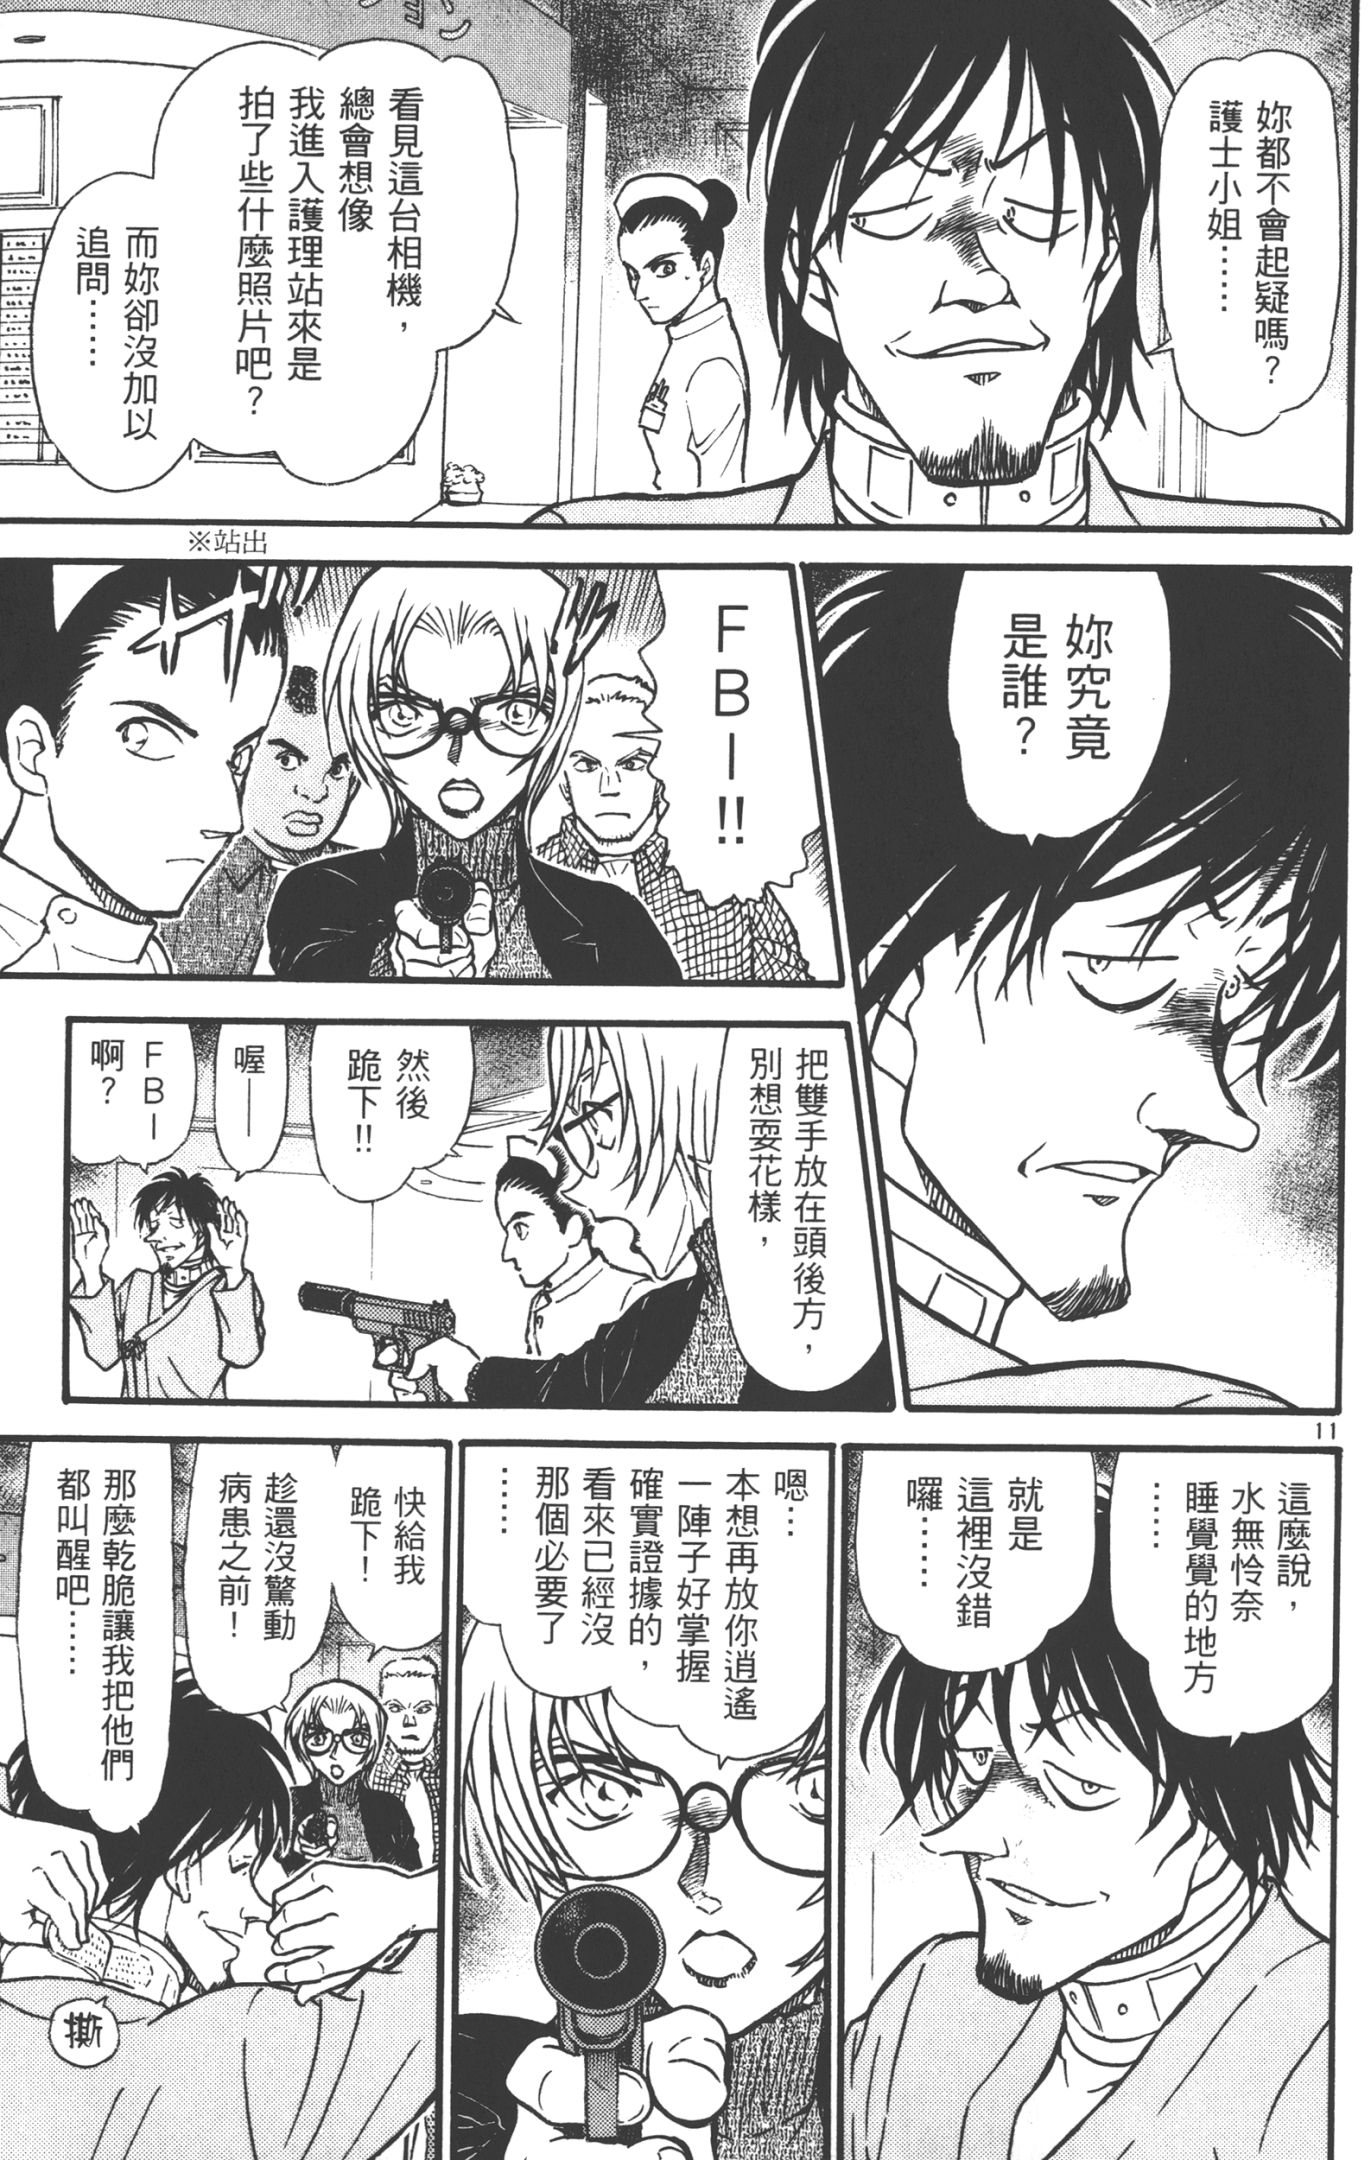 妳都不會起疑嗎？
護士小姐……
看見這台相機，
總會想像
我進入護理站來是
拍了些什麼照片吧？
而妳卻沒加以
追問……
※站出
妳究竟
是誰？
FBI!!
把雙手放在頭後方，
別想耍花樣，
然後
跪下!!
喔—
FBI
啊？
11
這麼說，
水無怜奈
睡覺覺的地方
……
就是
這裡沒錯
囉……
嗯…
本想再放你逍遙
一陣子好掌握
確實證據的，
看來已經沒
那個必要了
……
快給我
跪下！
趁還沒驚動
病患之前！
那麼乾脆讓我把他們
都叫醒吧……
撕